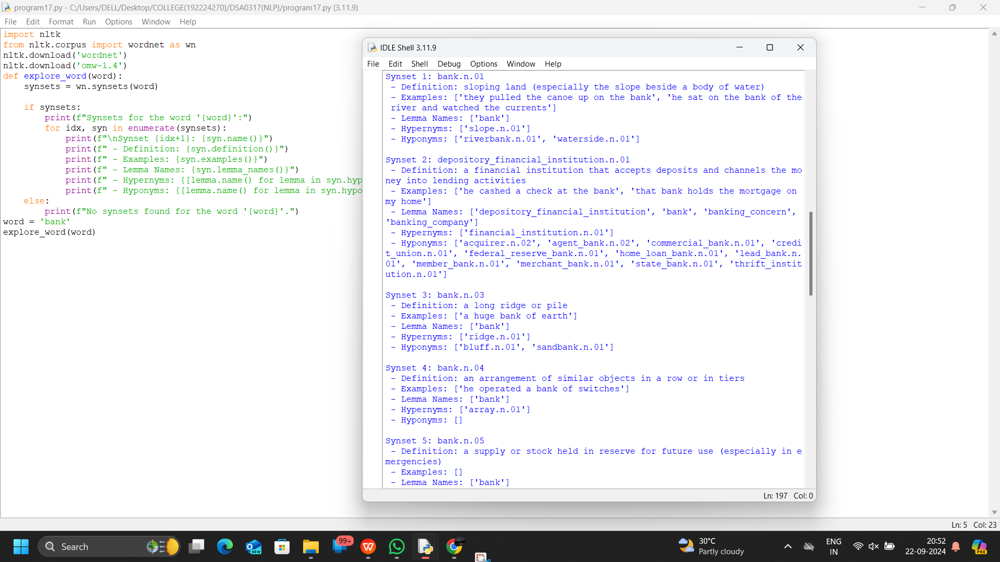 program17.py - C:/Users/DELL/Desktop/COLLEGE(192224270)/DSA0317(NLP)/program17.py (3.11.9)
File Edit Format Run Options Window Help
import nltk
from nltk.corpus import wordnet as wn
nltk.download('wordnet')
nltk.download('omw-1.4')
def explore_word(word):
    synsets = wn.synsets(word)
    if synsets:
        print(f"Synsets for the word '{word}':")
        for idx, syn in enumerate(synsets):
            print(f"\nSynset {idx+1}: {syn.name()}")
            print(f" - Definition: {syn.definition()}")
            print(f" - Examples: {syn.examples()}")
            print(f" - Lemma Names: {syn.lemma_names()}")
            print(f" - Hypernyms: {[lemma.name() for lemma in syn.hyp
            print(f" - Hyponyms: {[lemma.name() for lemma in syn.hypo
    else:
        print(f"No synsets found for the word '{word}'.")
word = 'bank'
explore_word(word)
IDLE Shell 3.11.9
File Edit Shell Debug Options Window Help
Synset 1: bank.n.01
 - Definition: sloping land (especially the slope beside a body of water)
 - Examples: ['they pulled the canoe up on the bank', 'he sat on the bank of the
 river and watched the currents']
 - Lemma Names: ['bank']
 - Hypernyms: ['slope.n.01']
 - Hyponyms: ['riverbank.n.01', 'waterside.n.01']
Synset 2: depository_financial_institution.n.01
 - Definition: a financial institution that accepts deposits and channels the mo
ney into lending activities
 - Examples: ['he cashed a check at the bank', 'that bank holds the mortgage on
my home']
 - Lemma Names: ['depository_financial_institution', 'bank', 'banking_concern',
'banking_company']
 - Hypernyms: ['financial_institution.n.01']
 - Hyponyms: ['acquirer.n.02', 'agent_bank.n.02', 'commercial_bank.n.01', 'credi
t_union.n.01', 'federal_reserve_bank.n.01', 'home_loan_bank.n.01', 'lead_bank.n.
01', 'member_bank.n.01', 'merchant_bank.n.01', 'state_bank.n.01', 'thrift_instit
ution.n.01']
Synset 3: bank.n.03
 - Definition: a long ridge or pile
 - Examples: ['a huge bank of earth']
 - Lemma Names: ['bank']
 - Hypernyms: ['ridge.n.01']
 - Hyponyms: ['bluff.n.01', 'sandbank.n.01']
Synset 4: bank.n.04
 - Definition: an arrangement of similar objects in a row or in tiers
 - Examples: ['he operated a bank of switches']
 - Lemma Names: ['bank']
 - Hypernyms: ['array.n.01']
 - Hyponyms: []
Synset 5: bank.n.05
 - Definition: a supply or stock held in reserve for future use (especially in e
mergencies)
 - Examples: []
 - Lemma Names: ['bank']
Ln: 197 Col: 0
Ln: 5 Col: 23
Search
NEW
99+
W
30°C
Partly cloudy
ENG
IN
20:52
22-09-2024
PRE